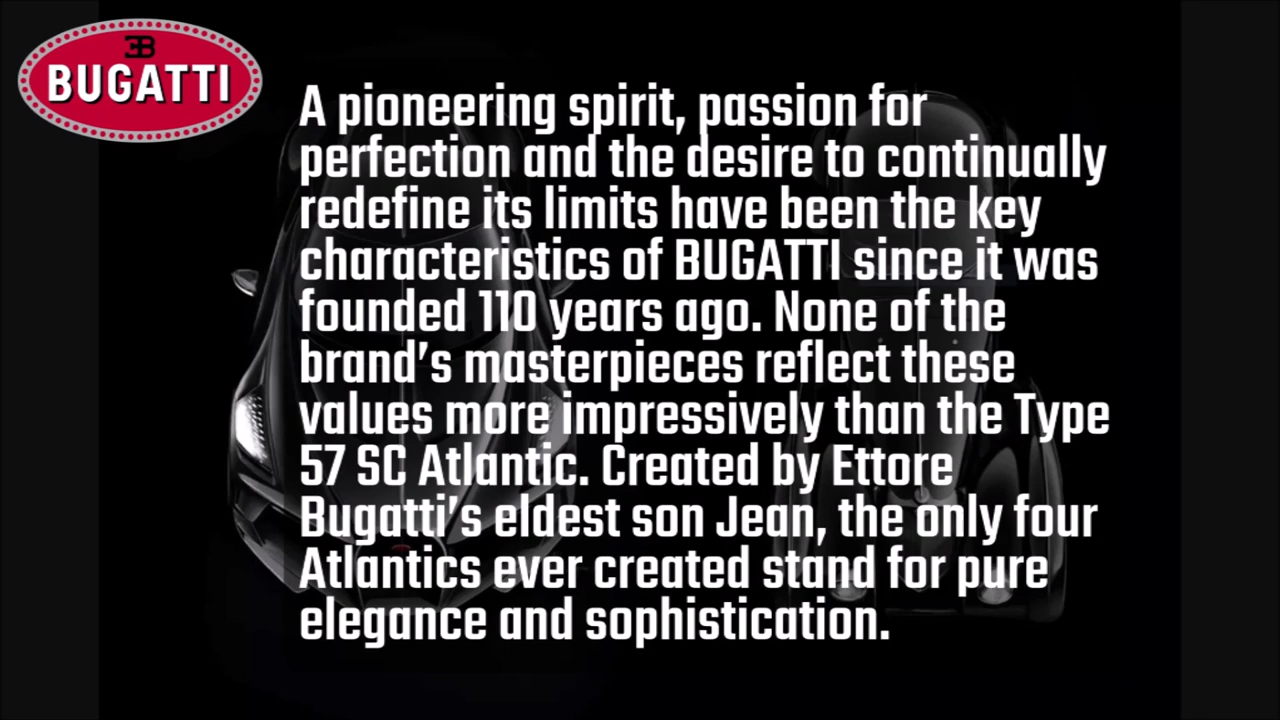 EB
BUGATTI
A pioneering spirit, passion for
perfection and the desire to continually
redefine its limits have been the key
characteristics of BUGATTI since it was
founded 110 years ago. None of the
brand’s masterpieces reflect these
values more impressively than the Type
57 SC Atlantic. Created by Ettore
Bugatti’s eldest son Jean, the only four
Atlantics ever created stand for pure
elegance and sophistication.